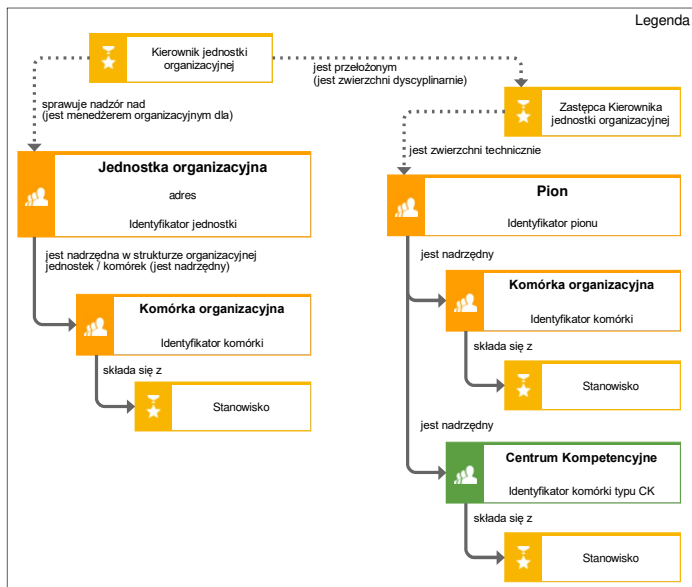 Legenda
Kierownik jednostki
organizacyjnej
jest przełożonym
(jest zwierzchni dyscyplinarnie)
sprawuje nadzór nad
(jest menedżerem organizacyjnym dla)
Zastępca Kierownika
jednostki organizacyjnej
jest zwierzchni technicznie
Jednostka organizacyjna
adres
Identyfikator jednostki
Pion
Identyfikator pionu
jest nadrzędna w strukturze organizacyjnej
jednostek / komórek (jest nadrzędny)
jest nadrzędny
Komórka organizacyjna
Identyfikator komórki
Komórka organizacyjna
Identyfikator komórki
składa się z
Stanowisko
składa się z
Stanowisko
jest nadrzędny
Centrum Kompetencyjne
Identyfikator komórki typu CK
składa się z
Stanowisko